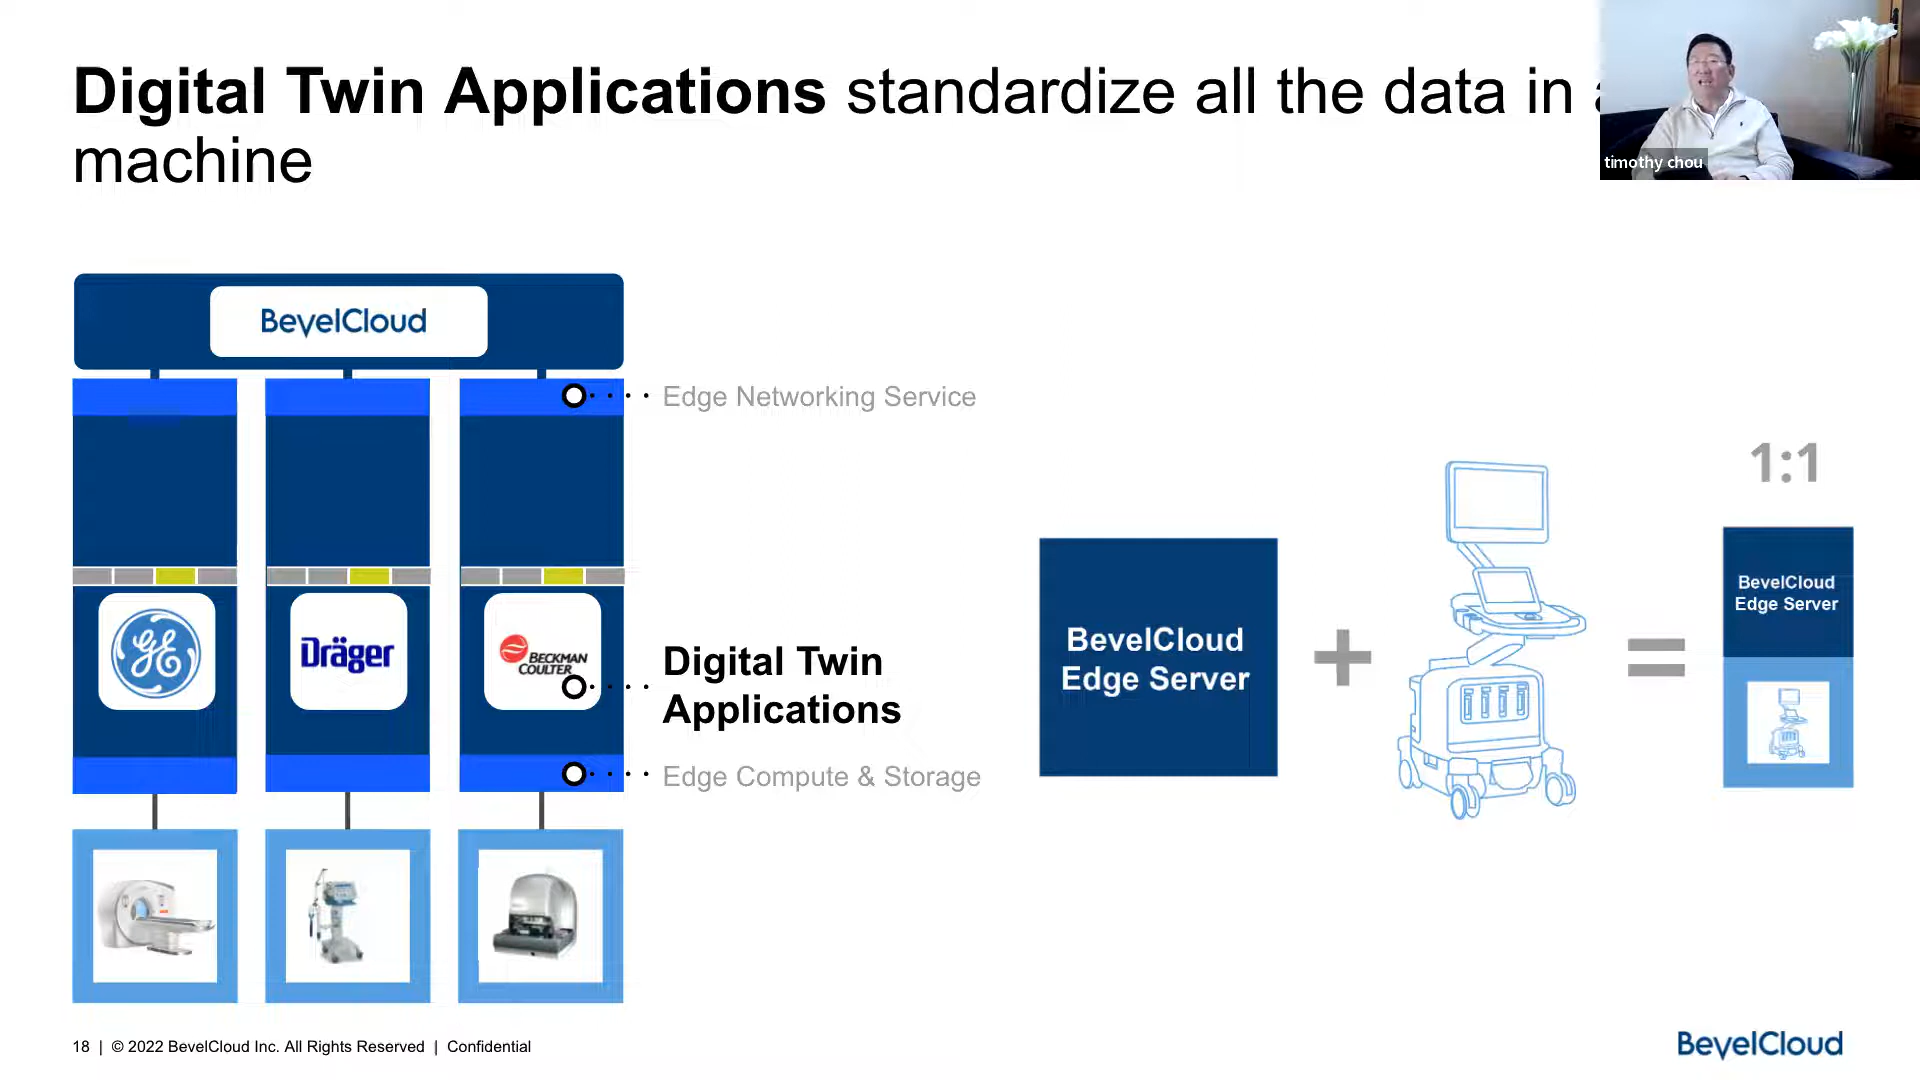 Digital Twin Applications standardize all the data in
machine
timothy chou
BevelCloud
Edge Networking Service
1:1
BevelCloud
Edge Server
BevelCloud
Edge Server
GE
Dräger
BECKMAN
COULTER
Digital Twin
Applications
Edge Compute & Storage
18 | © 2022 BevelCloud Inc. All Rights Reserved | Confidential
BevelCloud